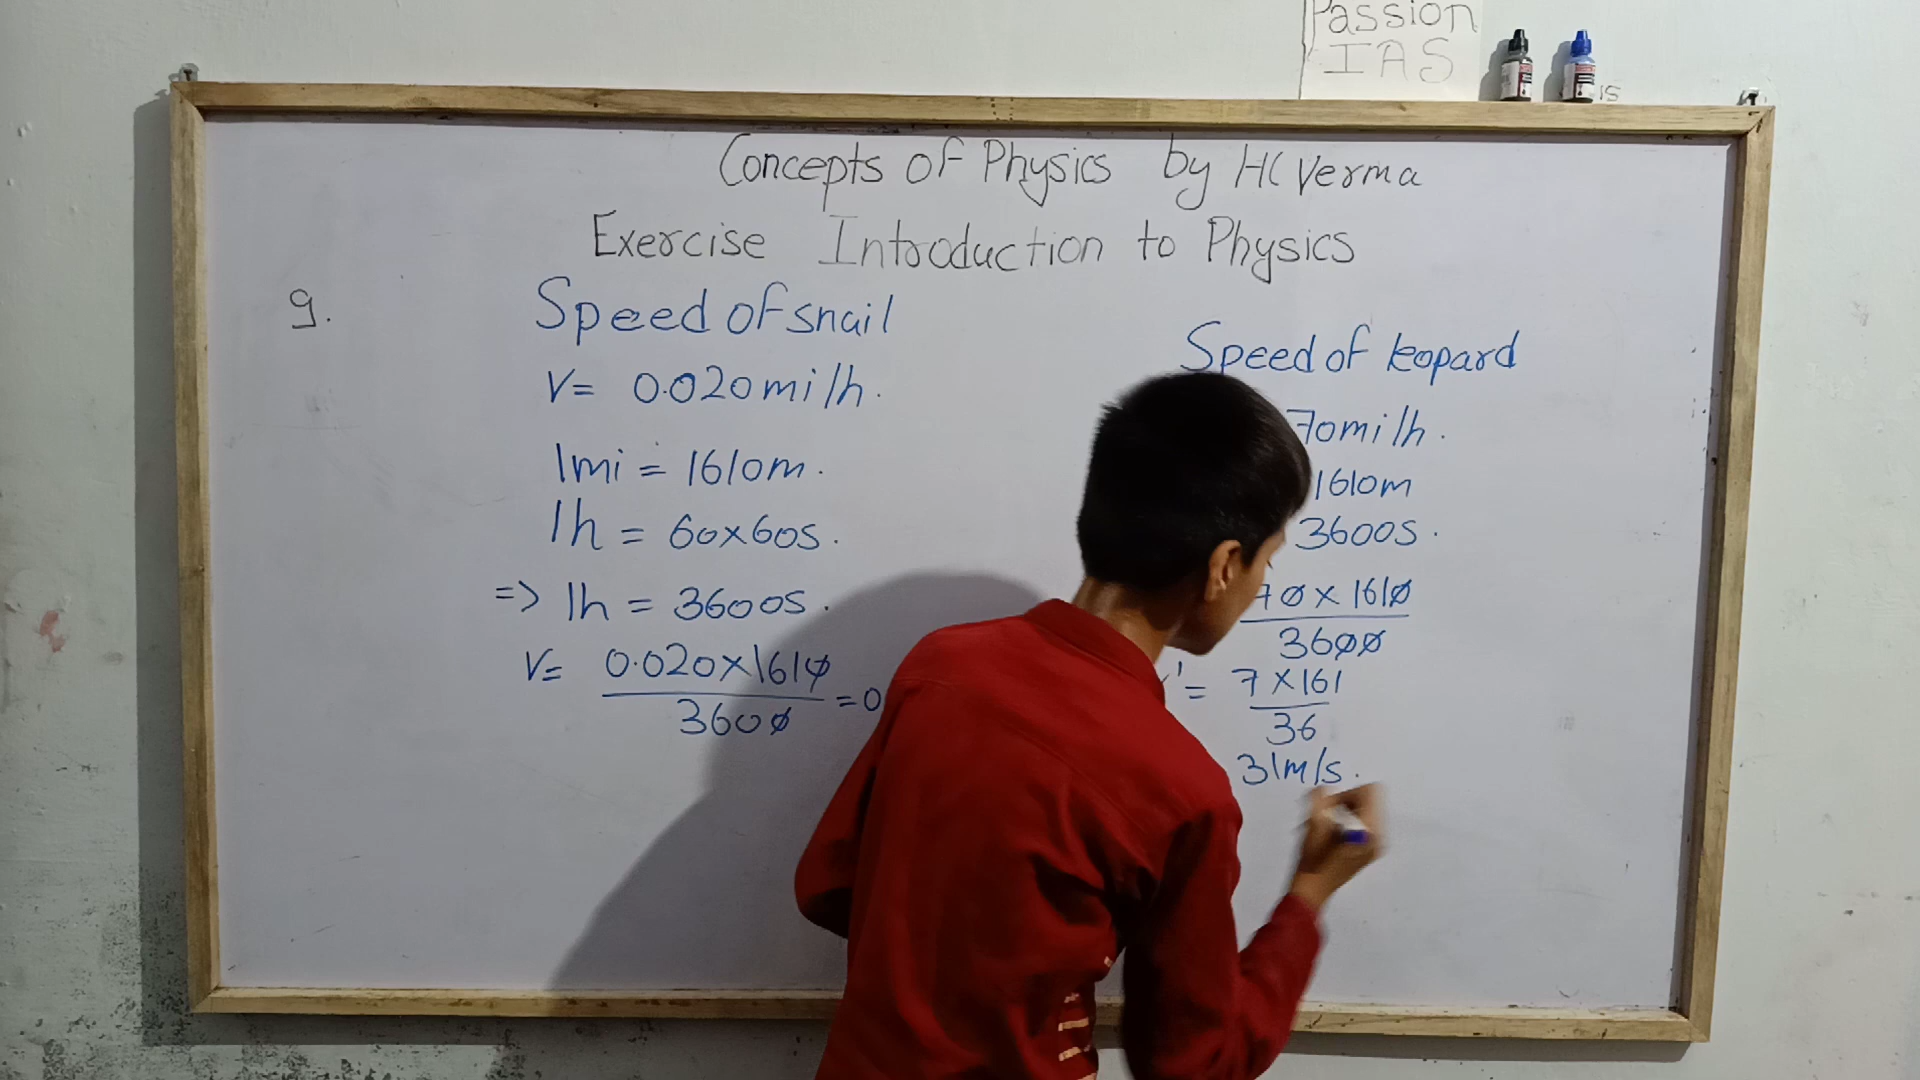 Passion
IAS
is
Concepts of Physics by HC Verma
Exercise Introduction to Physics
9.
Speed of snail
V= 0.020mi/h.
1mi = 1610m.
1h = 60x60s.
=> 1h = 3600s.
V= 0.020x1610
3600
=0
Speed of leopard
70mi/h.
1610m
3600s.
70x1610
3600
' = 7x161
36
31m/s.